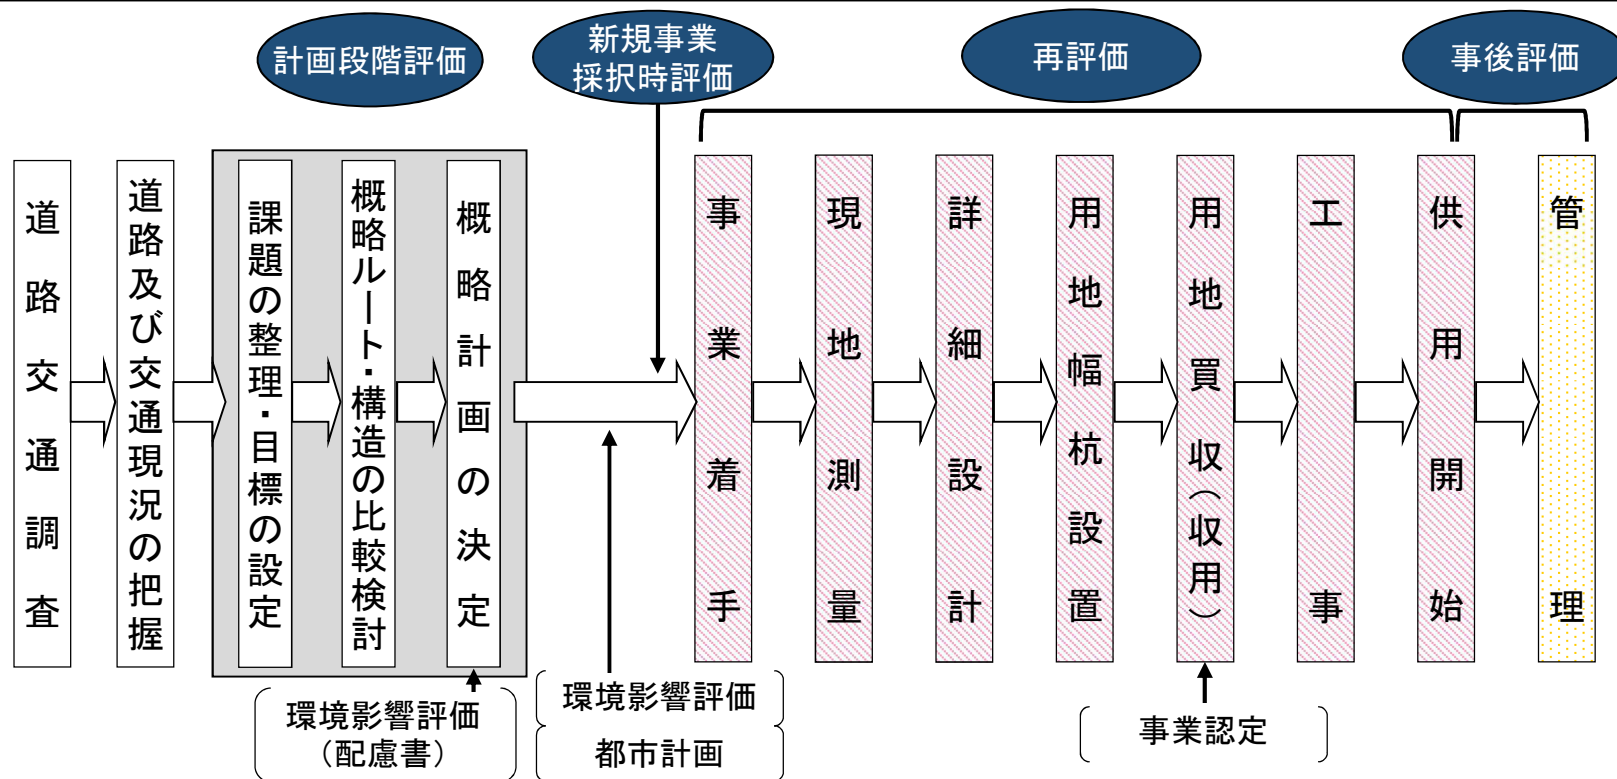 計画段階評価
新規事業
採択時評価
再評価
事後評価
道路交通調査
道路及び交通現況の把握
課題の整理・目標の設定
概略ルート・構造の比較検討
概略計画の決定
事業着手
現地測量
詳細設計
用地幅杭設置
用地買収（収用）
工事
供用開始
管理
環境影響評価
（配慮書）
環境影響評価
都市計画
事業認定